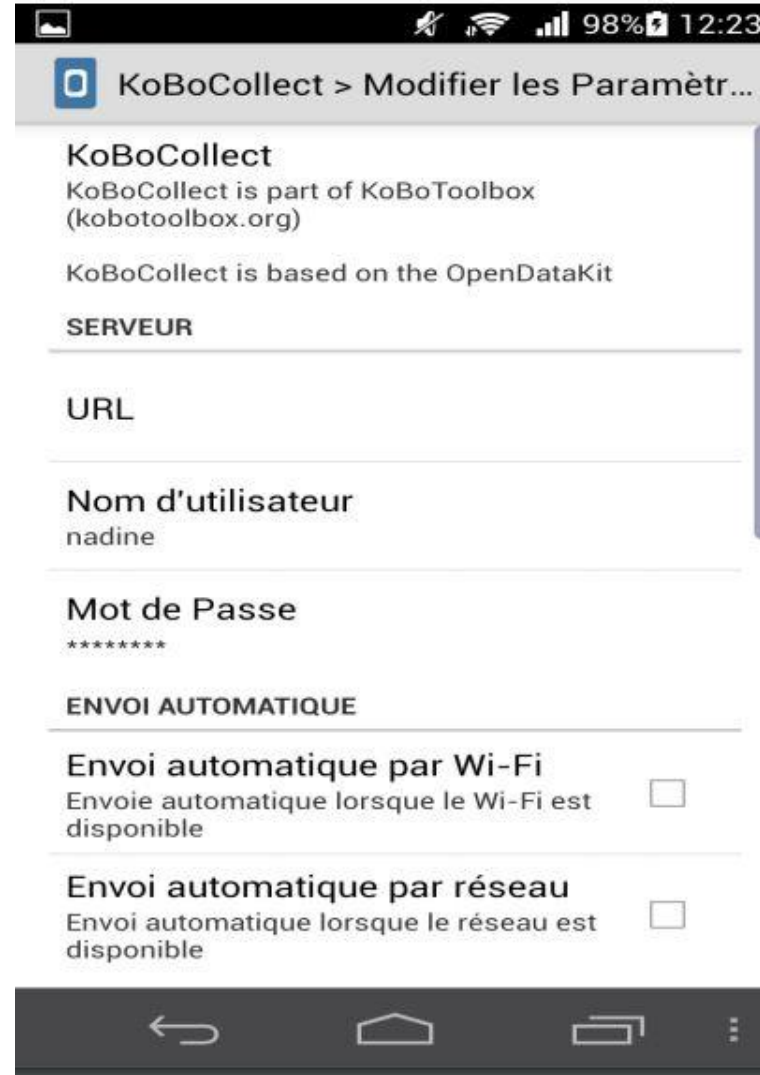 98% 12:23
KoBoCollect > Modifier les Paramètr...
KoBoCollect
KoBoCollect is part of KoBoToolbox
(kobotoolbox.org)
KoBoCollect is based on the OpenDataKit
SERVEUR
URL
Nom d'utilisateur
nadine
Mot de Passe
********
ENVOI AUTOMATIQUE
Envoi automatique par Wi-Fi
Envoie automatique lorsque le Wi-Fi est
disponible
Envoi automatique par réseau
Envoi automatique lorsque le réseau est
disponible